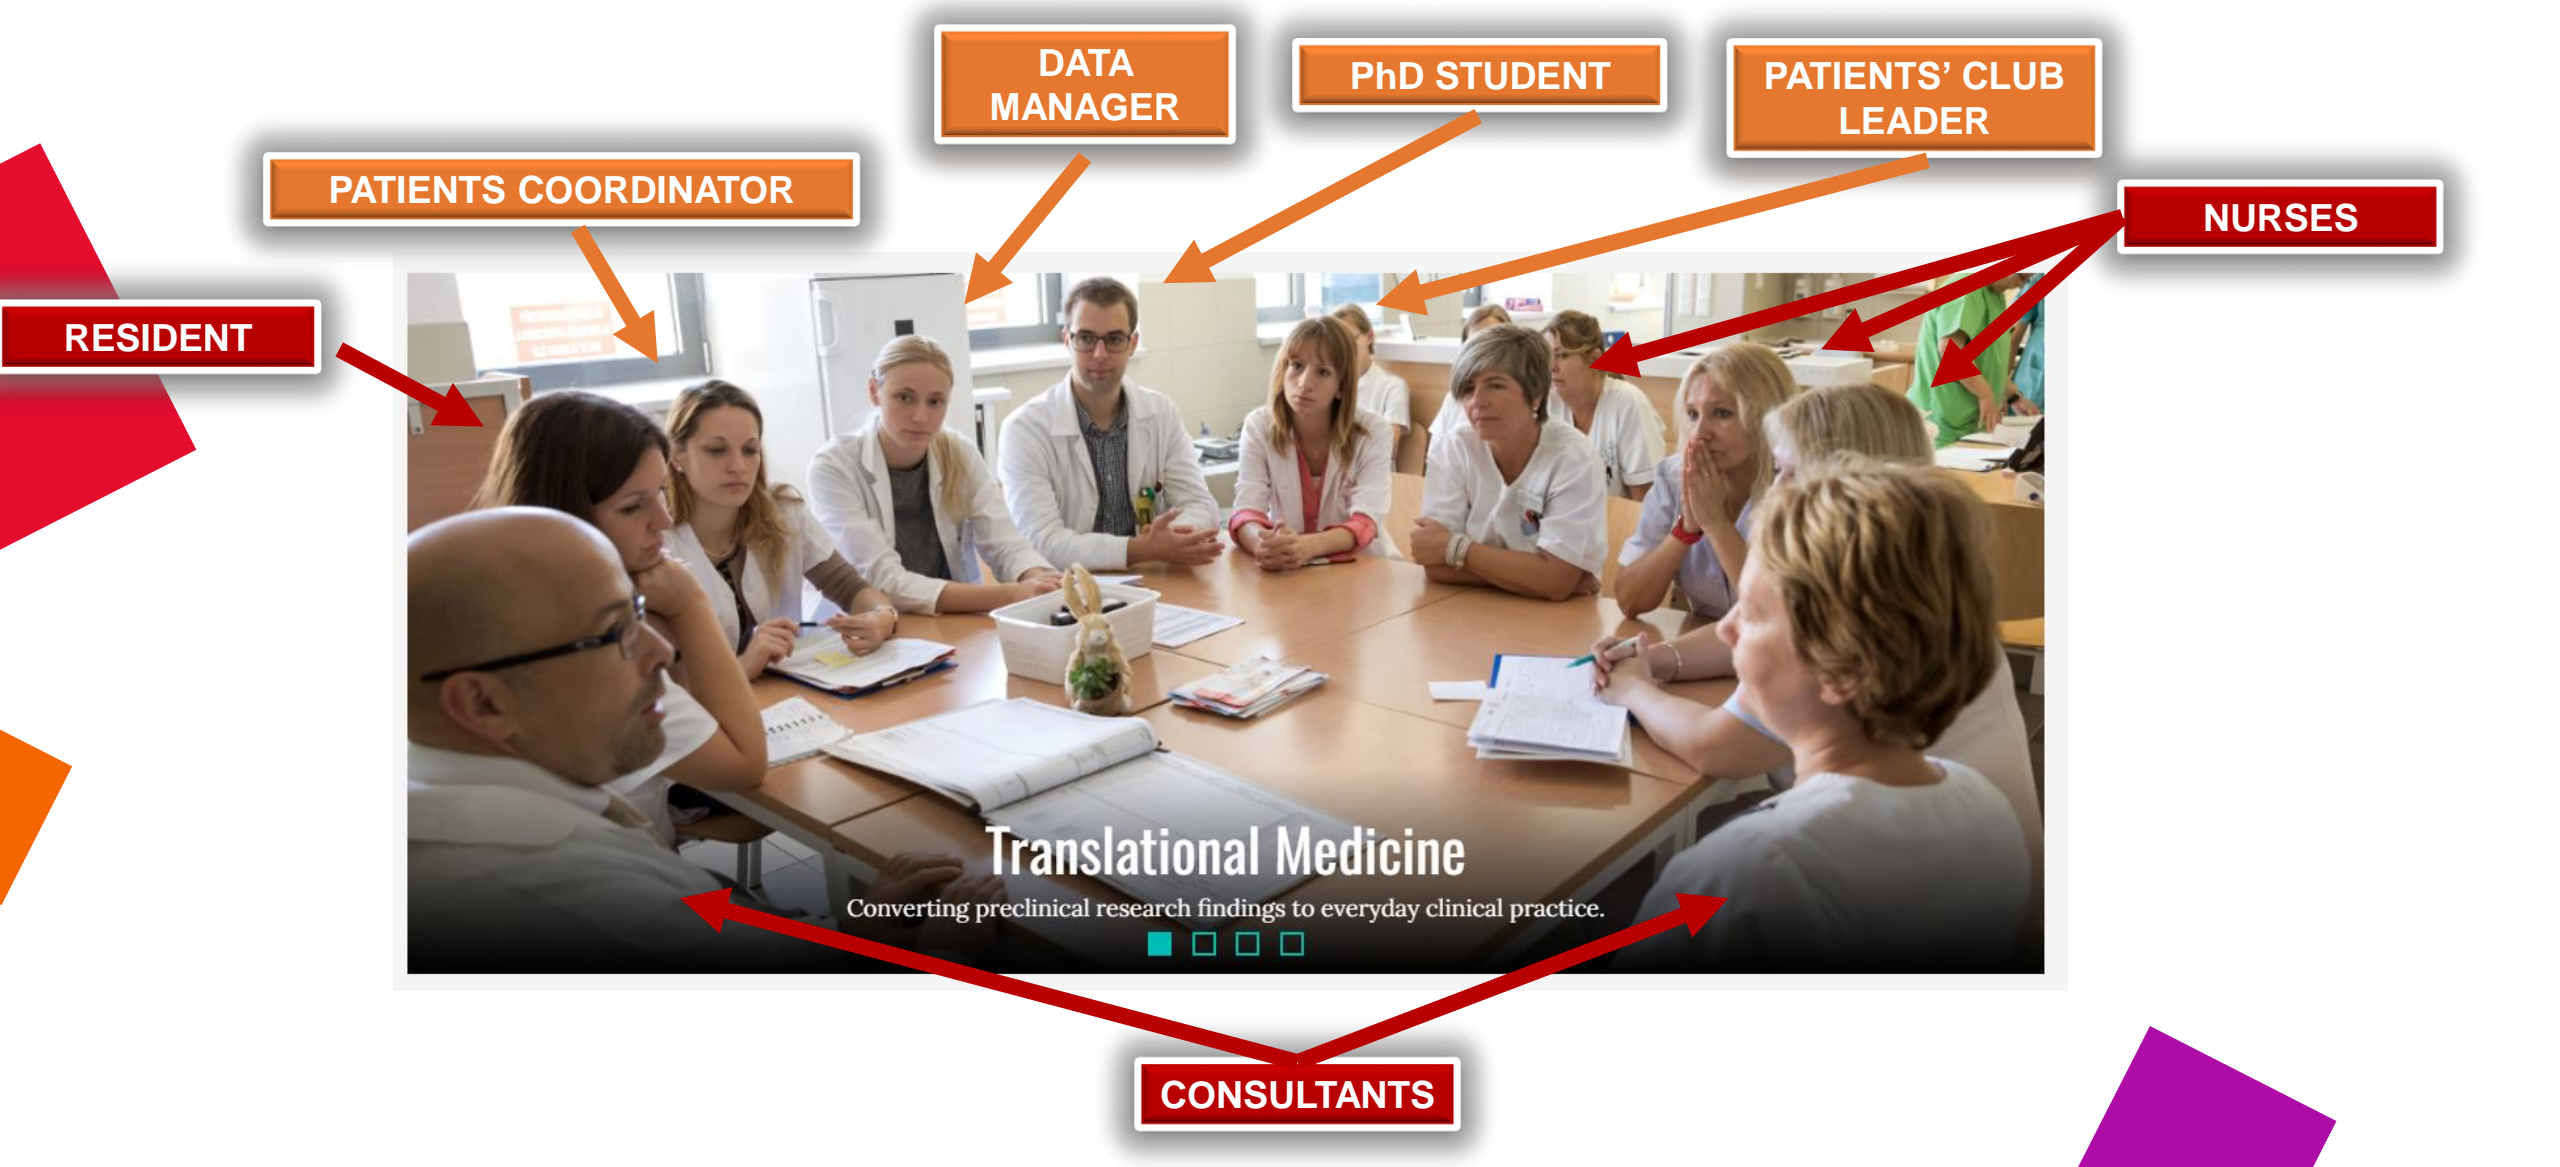 DATA
MANAGER
PhD STUDENT
PATIENTS’ CLUB
LEADER
PATIENTS COORDINATOR
NURSES
RESIDENT
Translational Medicine
Converting preclinical research findings to everyday clinical practice.
CONSULTANTS